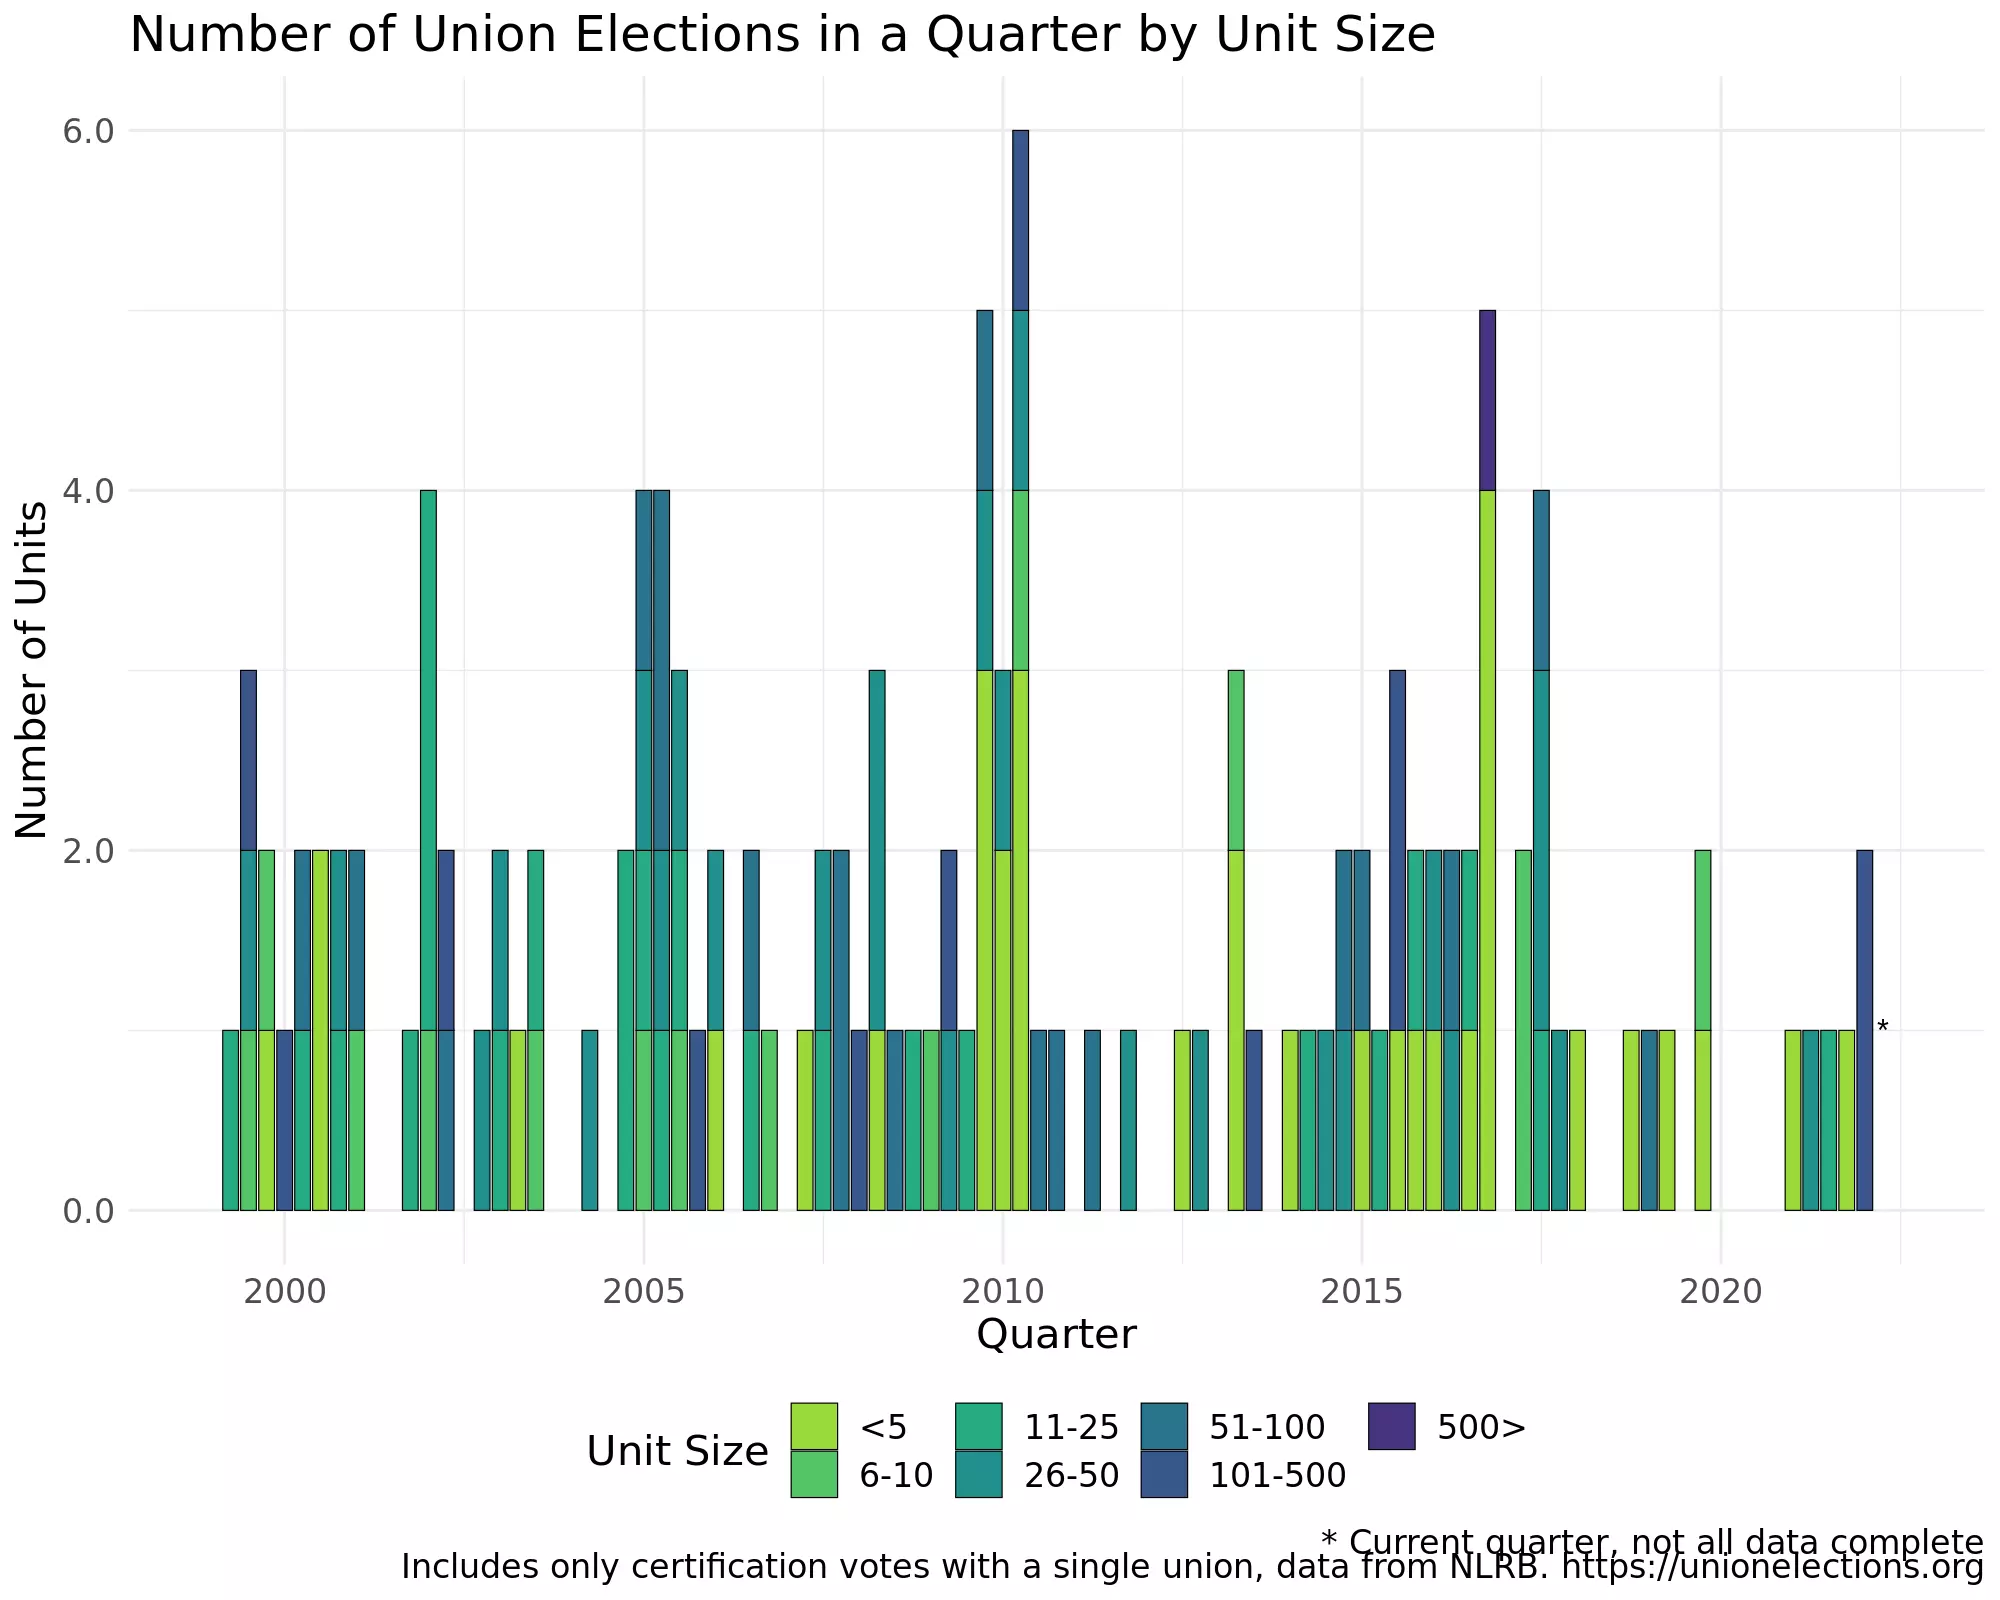 Number of Union Elections in a Quarter by Unit Size
Number of Units
6.0
4.0
2.0
0.0
*
2000 2005 2010 2015 2020
Quarter
Unit Size
<5 11-25 51-100 500>
6-10 26-50 101-500
* Current quarter, not all data complete
Includes only certification votes with a single union, data from NLRB. https://unionelections.org